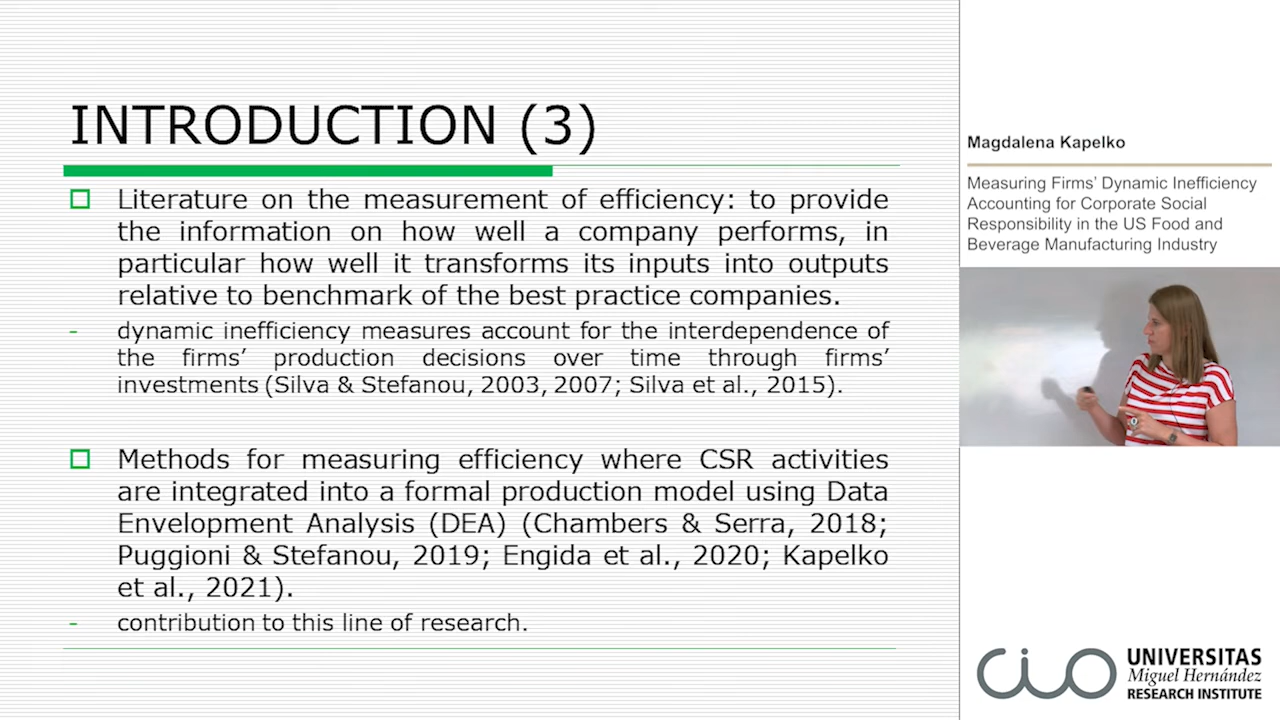 INTRODUCTION (3)
Literature on the measurement of efficiency: to provide
the information on how well a company performs, in
particular how well it transforms its inputs into outputs
relative to benchmark of the best practice companies.
- dynamic inefficiency measures account for the interdependence of
the firms’ production decisions over time through firms’
investments (Silva & Stefanou, 2003, 2007; Silva et al., 2015).
Methods for measuring efficiency where CSR activities
are integrated into a formal production model using Data
Envelopment Analysis (DEA) (Chambers & Serra, 2018;
Puggioni & Stefanou, 2019; Engida et al., 2020; Kapelko
et al., 2021).
- contribution to this line of research.
Magdalena Kapelko
Measuring Firms’ Dynamic Inefficiency
Accounting for Corporate Social
Responsibility in the US Food and
Beverage Manufacturing Industry
cio
UNIVERSITAS
Miguel Hernández
RESEARCH INSTITUTE